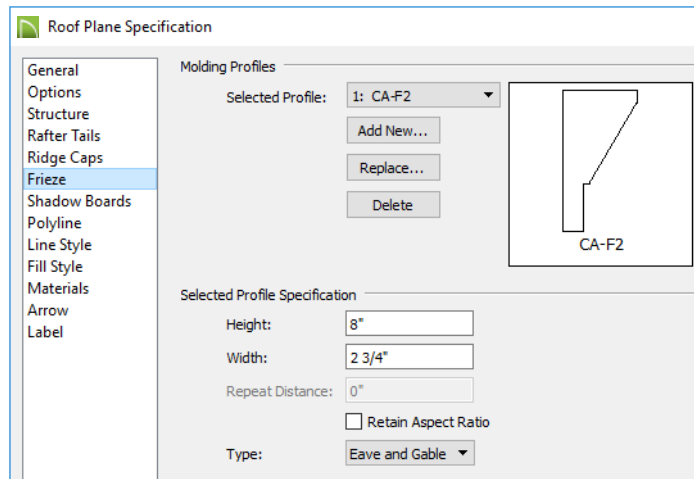 Roof Plane Specification
General
Options
Structure
Rafter Tails
Ridge Caps
Frieze
Shadow Boards
Polyline
Line Style
Fill Style
Materials
Arrow
Label
Molding Profiles
Selected Profile: 1: CA-F2
Add New...
Replace...
Delete
CA-F2
Selected Profile Specification
Height: 8"
Width: 2 3/4"
Repeat Distance: 0"
Retain Aspect Ratio
Type: Eave and Gable